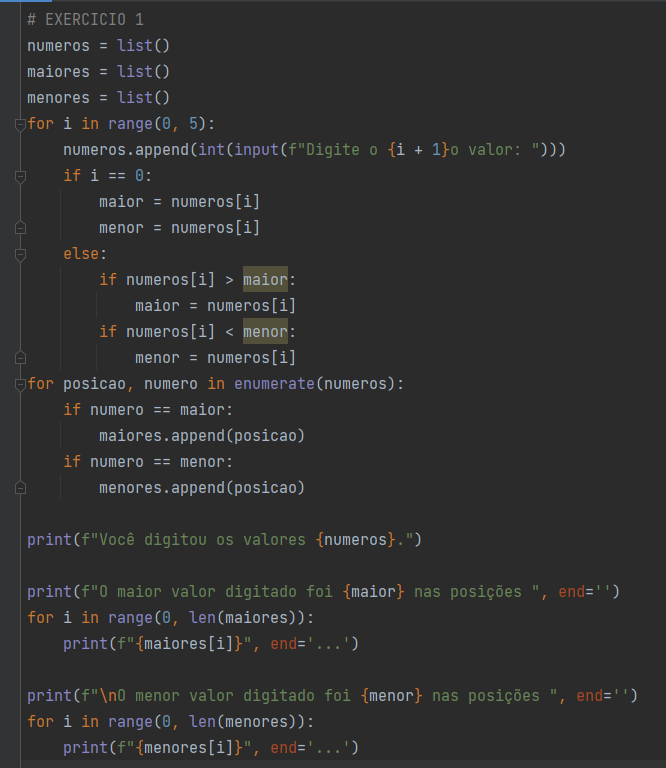 # EXERCICIO 1
numeros = list()
maiores = list()
menores = list()
for i in range(0, 5):
    numeros.append(int(input(f"Digite o {i + 1}o valor: ")))
    if i == 0:
        maior = numeros[i]
        menor = numeros[i]
    else:
        if numeros[i] > maior:
            maior = numeros[i]
        if numeros[i] < menor:
            menor = numeros[i]
for posicao, numero in enumerate(numeros):
    if numero == maior:
        maiores.append(posicao)
    if numero == menor:
        menores.append(posicao)

print(f"Você digitou os valores {numeros}.")

print(f"O maior valor digitado foi {maior} nas posições ", end='')
for i in range(0, len(maiores)):
    print(f"{maiores[i]}", end='...')

print(f"\nO menor valor digitado foi {menor} nas posições ", end='')
for i in range(0, len(menores)):
    print(f"{menores[i]}", end='...')